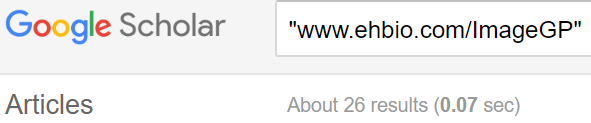 Google Scholar
"www.ehbio.com/ImageGP"
Articles
About 26 results (0.07 sec)